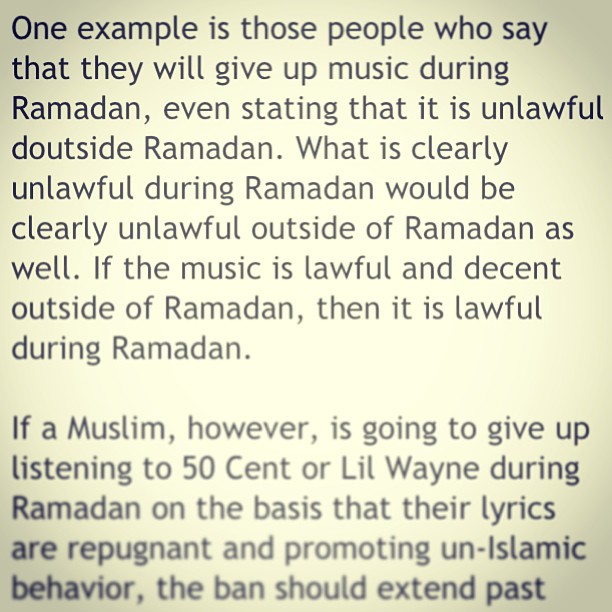 One example is those people who say
that they will give up music during
Ramadan, even stating that it is unlawful
doutside Ramadan. What is clearly
unlawful during Ramadan would be
clearly unlawful outside of Ramadan as
well. If the music is lawful and decent
outside of Ramadan, then it is lawful
during Ramadan.
If a Muslim, however, is going to give up
listening to 50 Cent or Lil Wayne during
Ramadan on the basis that their lyrics
are repugnant and promoting un-Islamic
behavior, the ban should extend past